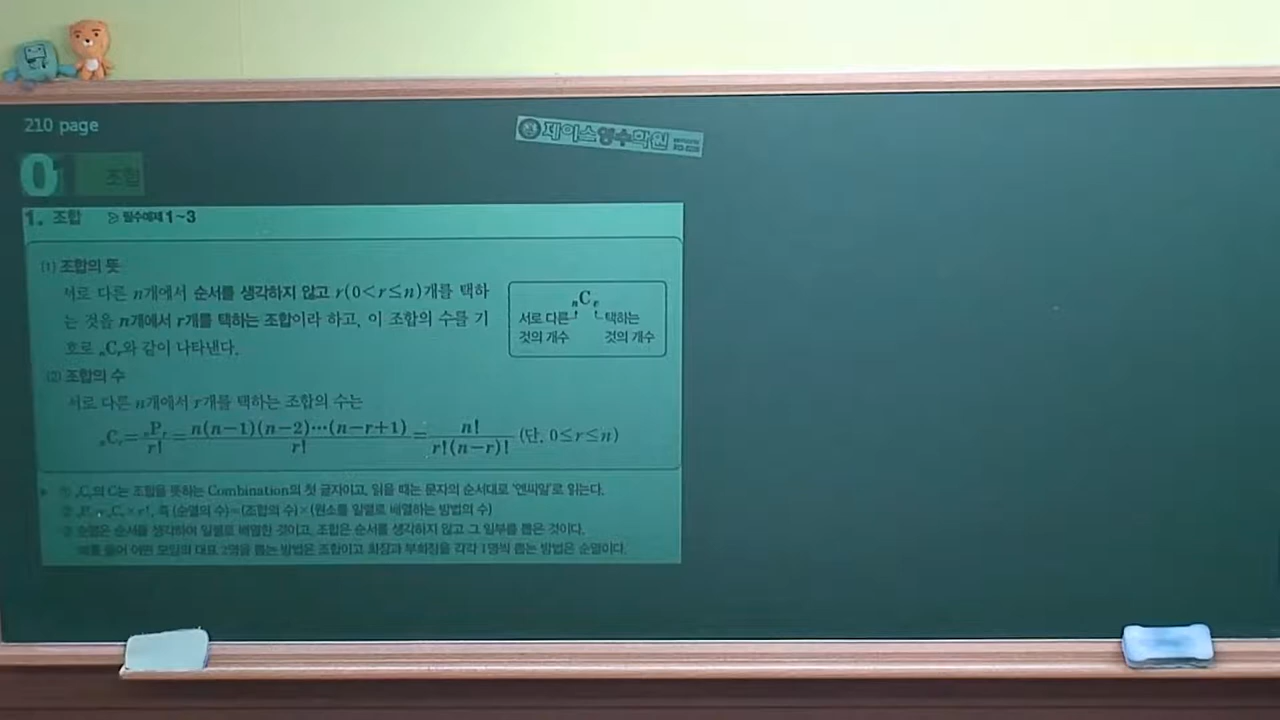 210 page
제이스영수학원
0 조합
1. 조합 ≫ 필수예제 1~3
(1) 조합의 뜻
서로 다른 n개에서 순서를 생각하지 않고 r(0<r≤n)개를 택하
는 것을 n개에서 r개를 택하는 조합이라 하고, 이 조합의 수를 기
호로 ₙCᵣ와 같이 나타낸다.
ₙCᵣ
서로 다른 택하는
것의 개수 것의 개수
(2) 조합의 수
서로 다른 n개에서 r개를 택하는 조합의 수는
ₙCᵣ=ₙPᵣ/r!=n(n-1)(n-2)⋯(n-r+1)/r!=n!/r!(n-r)! (단, 0≤r≤n)
① ₙCᵣ의 C는 조합을 뜻하는 Combination의 첫 글자이고, 읽을 때는 문자의 순서대로 '엔씨알'로 읽는다.
② ₙPᵣ=ₙCᵣ×r!, 즉 (순열의 수)=(조합의 수)×(원소를 일렬로 배열하는 방법의 수)
③ 순열은 순서를 생각하여 일렬로 배열한 것이고, 조합은 순서를 생각하지 않고 그 일부를 뽑은 것이다.
예를 들어 어떤 모임의 대표 2명을 뽑는 방법은 조합이고 회장과 부회장을 각각 1명씩 뽑는 방법은 순열이다.